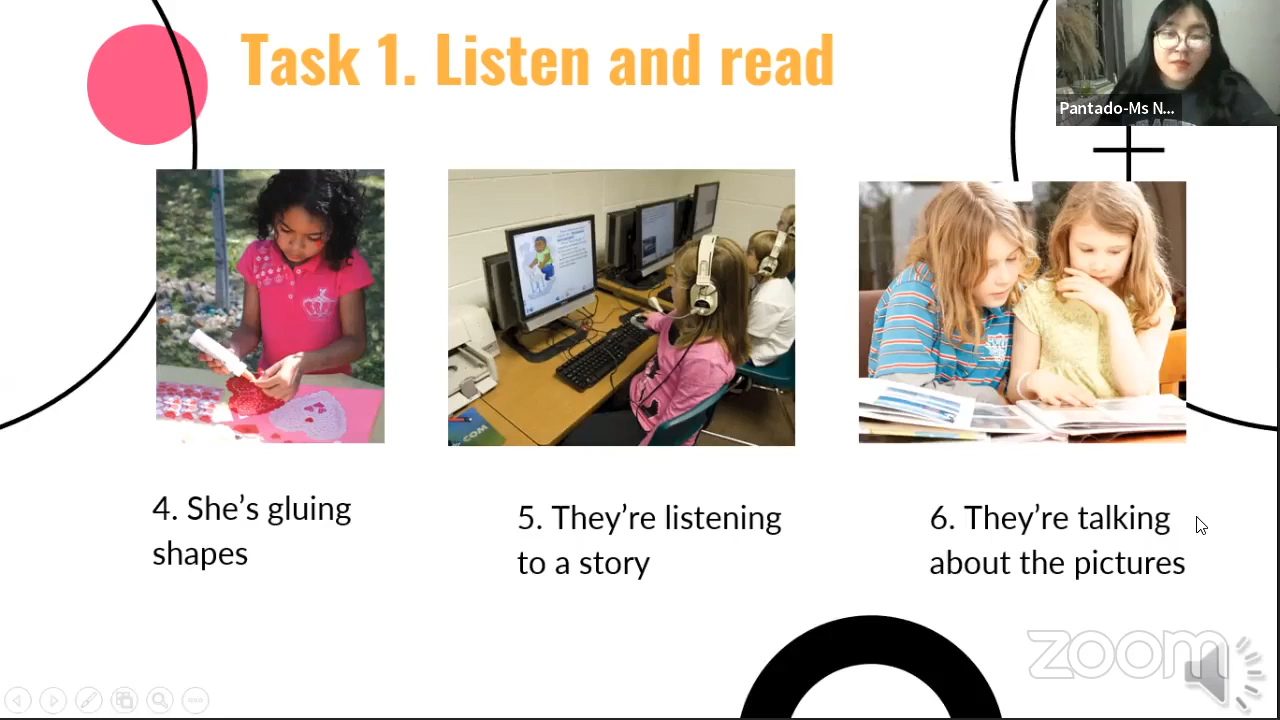 Task 1. Listen and read
Pantado-Ms N...
4. She's gluing
shapes
5. They're listening
to a story
6. They're talking
about the pictures
zoom